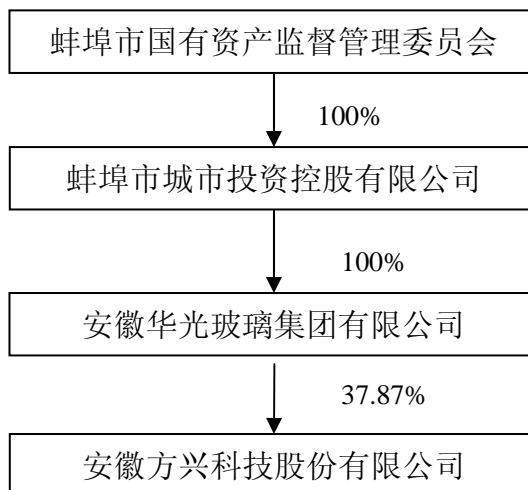 蚌埠市国有资产监督管理委员会
100%
蚌埠市城市投资控股有限公司
100%
安徽华光玻璃集团有限公司
37.87%
安徽方兴科技股份有限公司